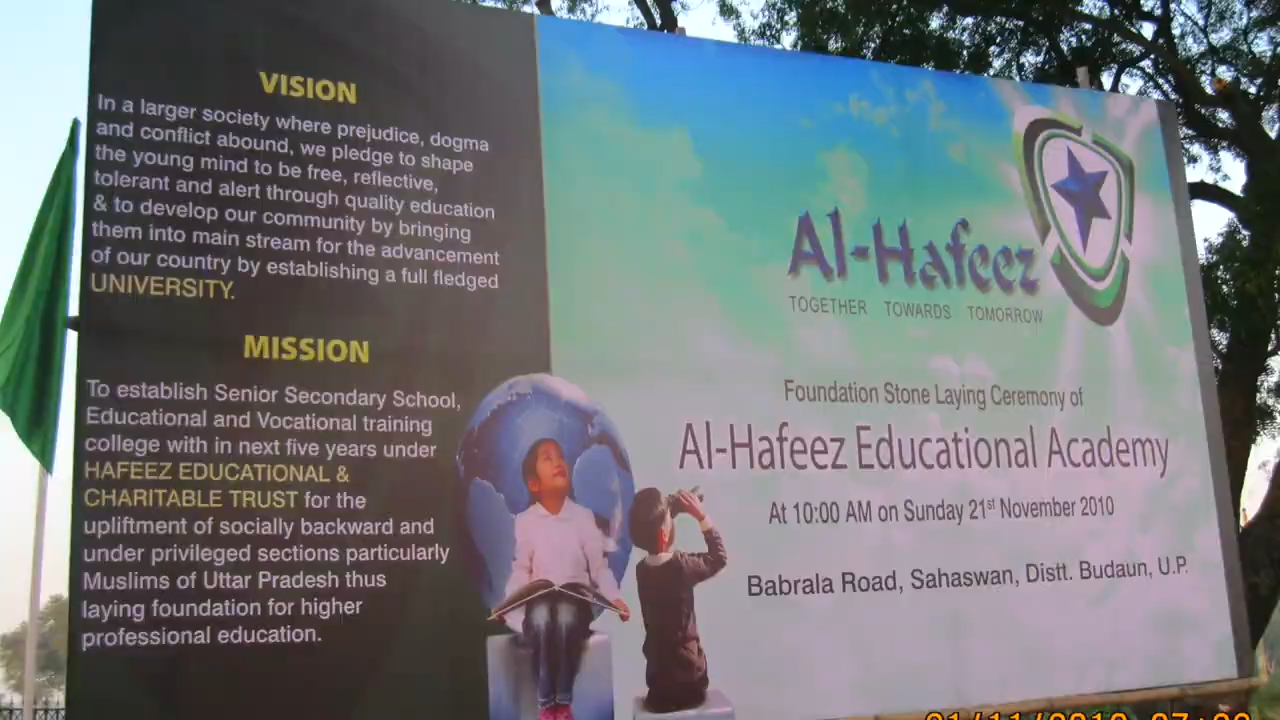 VISION
In a larger society where prejudice, dogma
and conflict abound, we pledge to shape
the young mind to be free, reflective,
tolerant and alert through quality education
& to develop our community by bringing
them into main stream for the advancement
of our country by establishing a full fledged
UNIVERSITY.
MISSION
To establish Senior Secondary School,
Educational and Vocational training
college with in next five years under
HAFEEZ EDUCATIONAL &
CHARITABLE TRUST for the
upliftment of socially backward and
under privileged sections particularly
Muslims of Uttar Pradesh thus
laying foundation for higher
professional education.
Al-Hafeez
TOGETHER TOWARDS TOMORROW
Foundation Stone Laying Ceremony of
Al-Hafeez Educational Academy
At 10:00 AM on Sunday 21st November 2010
Babrala Road, Sahaswan, Distt. Budaun, U.P.